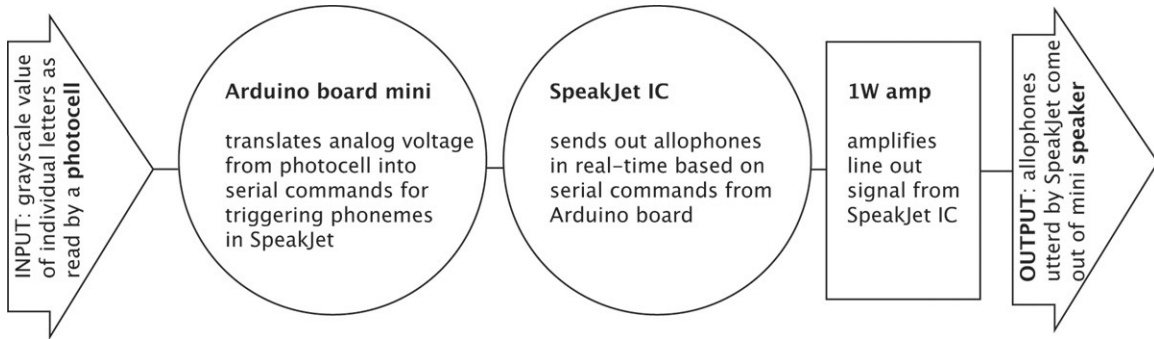 INPUT: grayscale value
of individual letters as
read by a photocell
Arduino board mini
translates analog voltage
from photocell into
serial commands for
triggering phonemes
in SpeakJet
SpeakJet IC
sends out allophones
in real-time based on
serial commands from
Arduino board
1W amp
amplifies
line out
signal from
SpeakJet IC
OUTPUT: allophones
utterd by SpeakJet come
out of mini speaker